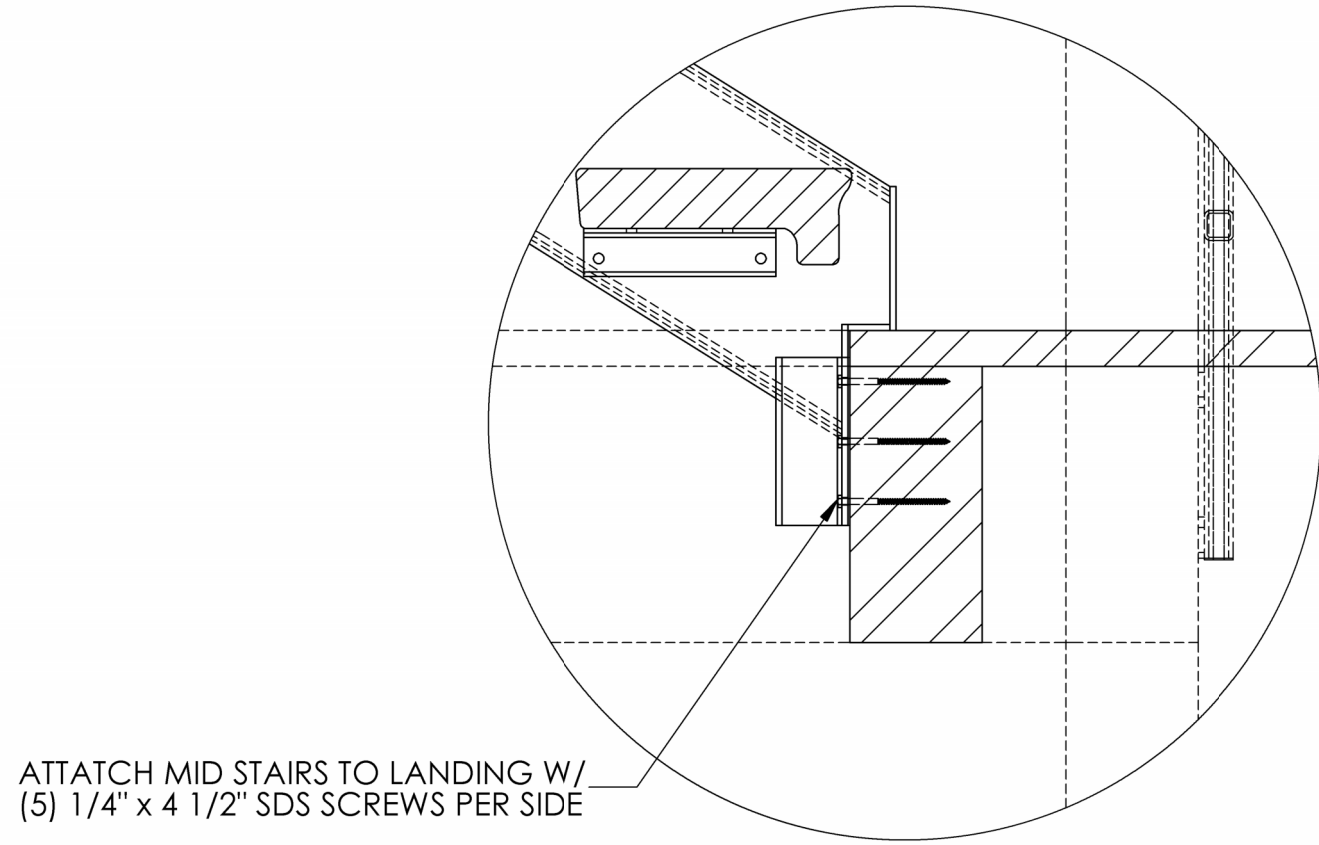 ATTATCH MID STAIRS TO LANDING W/
(5) 1/4" x 4 1/2" SDS SCREWS PER SIDE